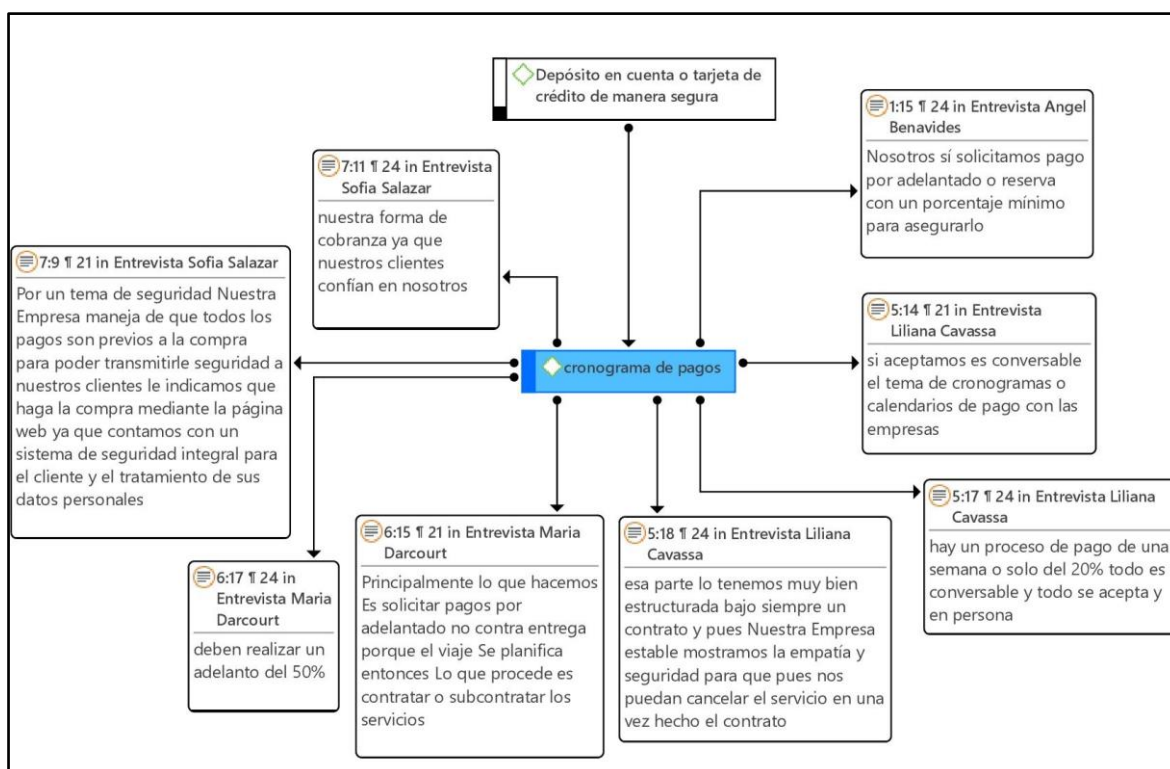 Depósito en cuenta o tarjeta de
crédito de manera segura
1:15 ¶ 24 in Entrevista Angel
Benavides
Nosotros sí solicitamos pago
por adelantado o reserva
con un porcentaje mínimo
para asegurarlo
7:11 ¶ 24 in Entrevista
Sofia Salazar
nuestra forma de
cobranza ya que
nuestros clientes
confían en nosotros
7:9 ¶ 21 in Entrevista Sofia Salazar
Por un tema de seguridad Nuestra
Empresa maneja de que todos los
pagos son previos a la compra
para poder transmitirle seguridad a
nuestros clientes le indicamos que
haga la compra mediante la página
web ya que contamos con un
sistema de seguridad integral para
el cliente y el tratamiento de sus
datos personales
cronograma de pagos
5:14 ¶ 21 in Entrevista
Liliana Cavassa
si aceptamos es conversable
el tema de cronogramas o
calendarios de pago con las
empresas
6:17 ¶ 24 in
Entrevista Maria
Darcourt
deben realizar un
adelanto del 50%
6:15 ¶ 21 in Entrevista Maria
Darcourt
Principalmente lo que hacemos
Es solicitar pagos por
adelantado no contra entrega
porque el viaje Se planifica
entonces Lo que procede es
contratar o subcontratar los
servicios
5:18 ¶ 24 in Entrevista Liliana
Cavassa
esa parte lo tenemos muy bien
estructurada bajo siempre un
contrato y pues Nuestra Empresa
estable mostramos la empatía y
seguridad para que pues nos
puedan cancelar el servicio en una
vez hecho el contrato
5:17 ¶ 24 in Entrevista Liliana
Cavassa
hay un proceso de pago de una
semana o solo del 20% todo es
conversable y todo se acepta y
en persona